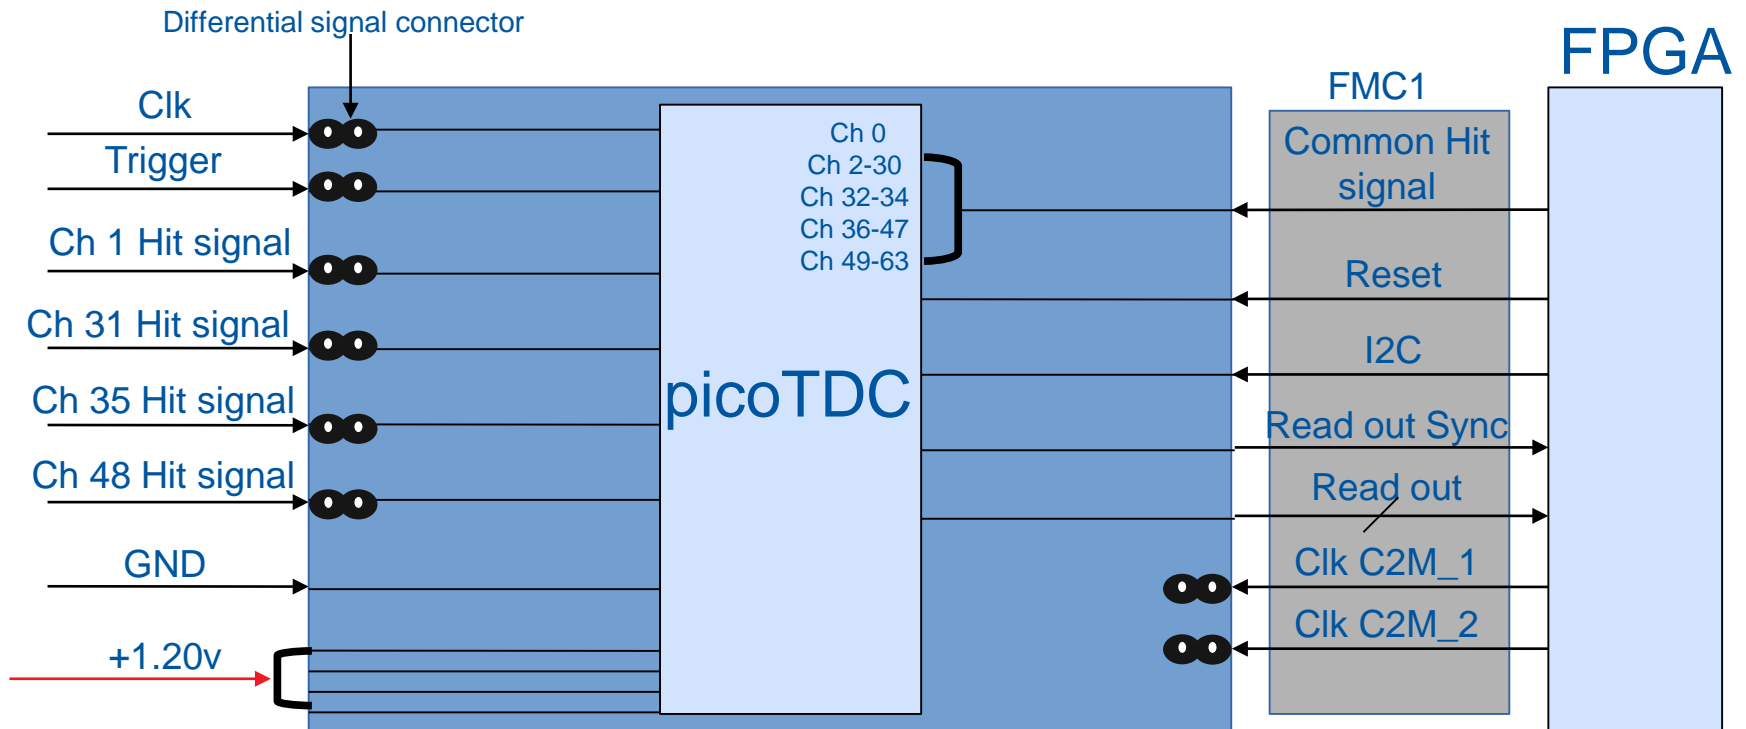 Differential signal connector
FPGA
Clk
Trigger
Ch 1 Hit signal
Ch 31 Hit signal
Ch 35 Hit signal
Ch 48 Hit signal
GND
+1.20v
Ch 0
Ch 2-30
Ch 32-34
Ch 36-47
Ch 49-63
picoTDC
FMC1
Common Hit
signal
Reset
I2C
Read out Sync
Read out
Clk C2M_1
Clk C2M_2